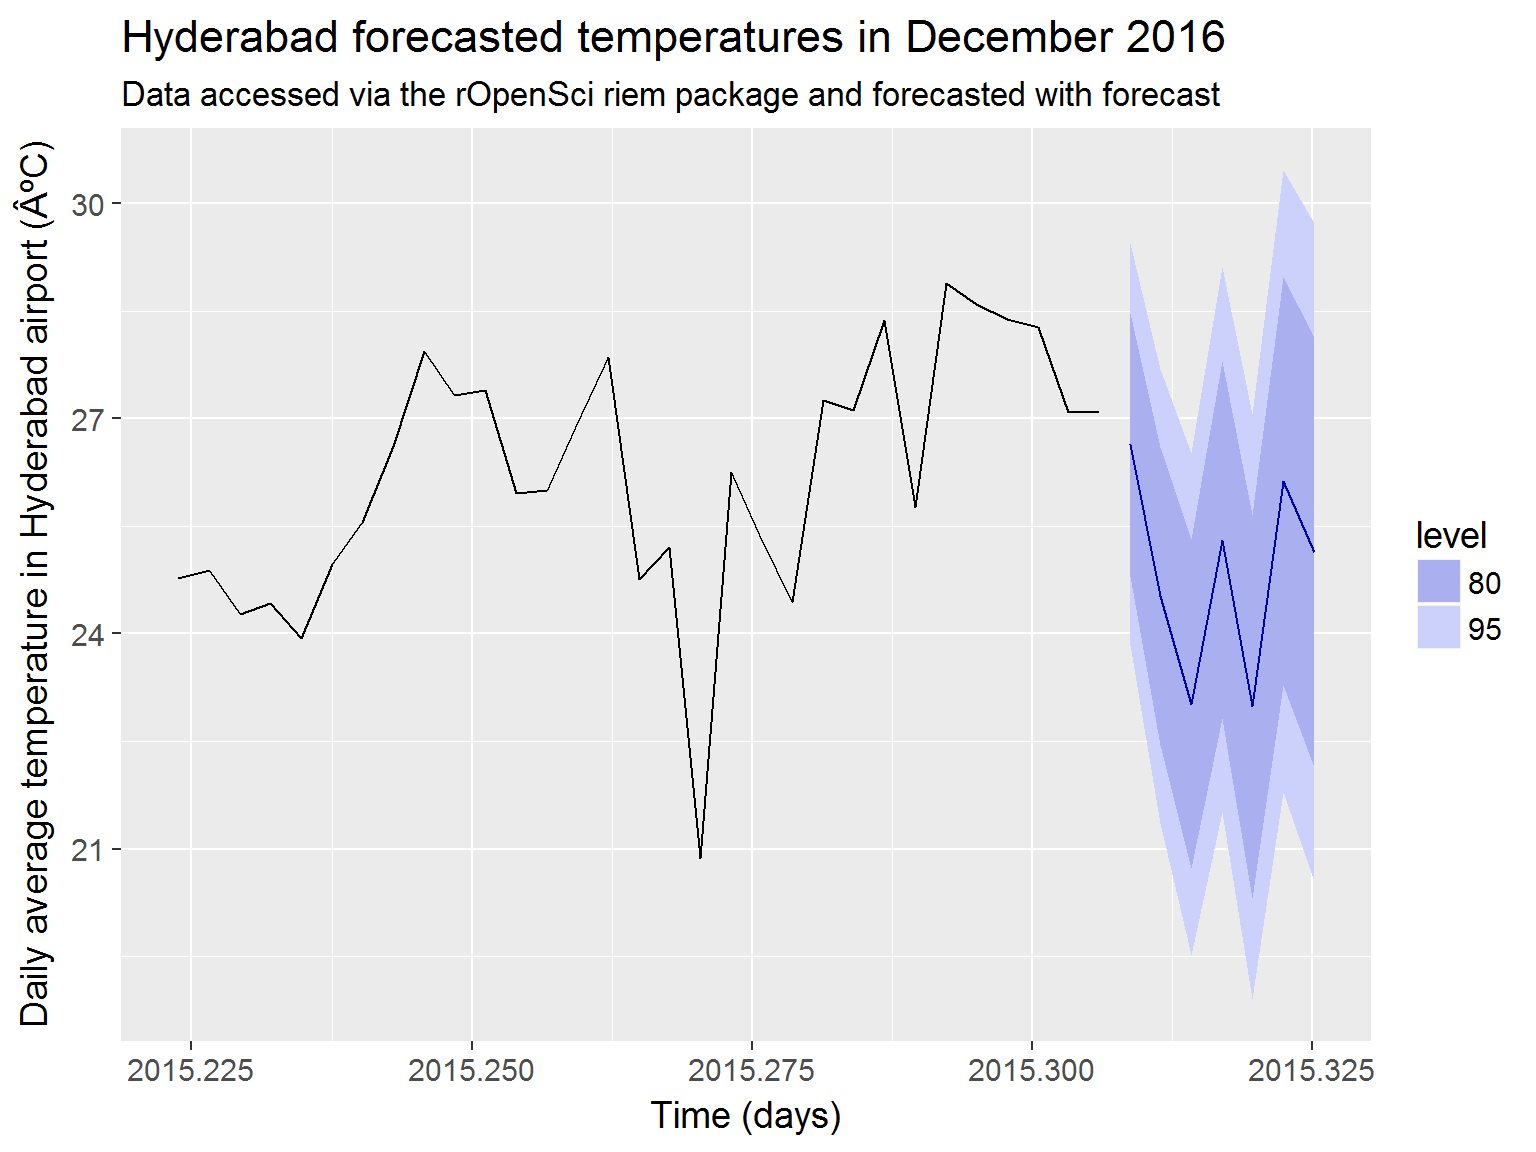 Hyderabad forecasted temperatures in December 2016
Data accessed via the rOpenSci riem package and forecasted with forecast
Daily average temperature in Hyderabad airport (ÂºC)
30
27
24
21
2015.225 2015.250 2015.275 2015.300 2015.325
Time (days)
level
80
95